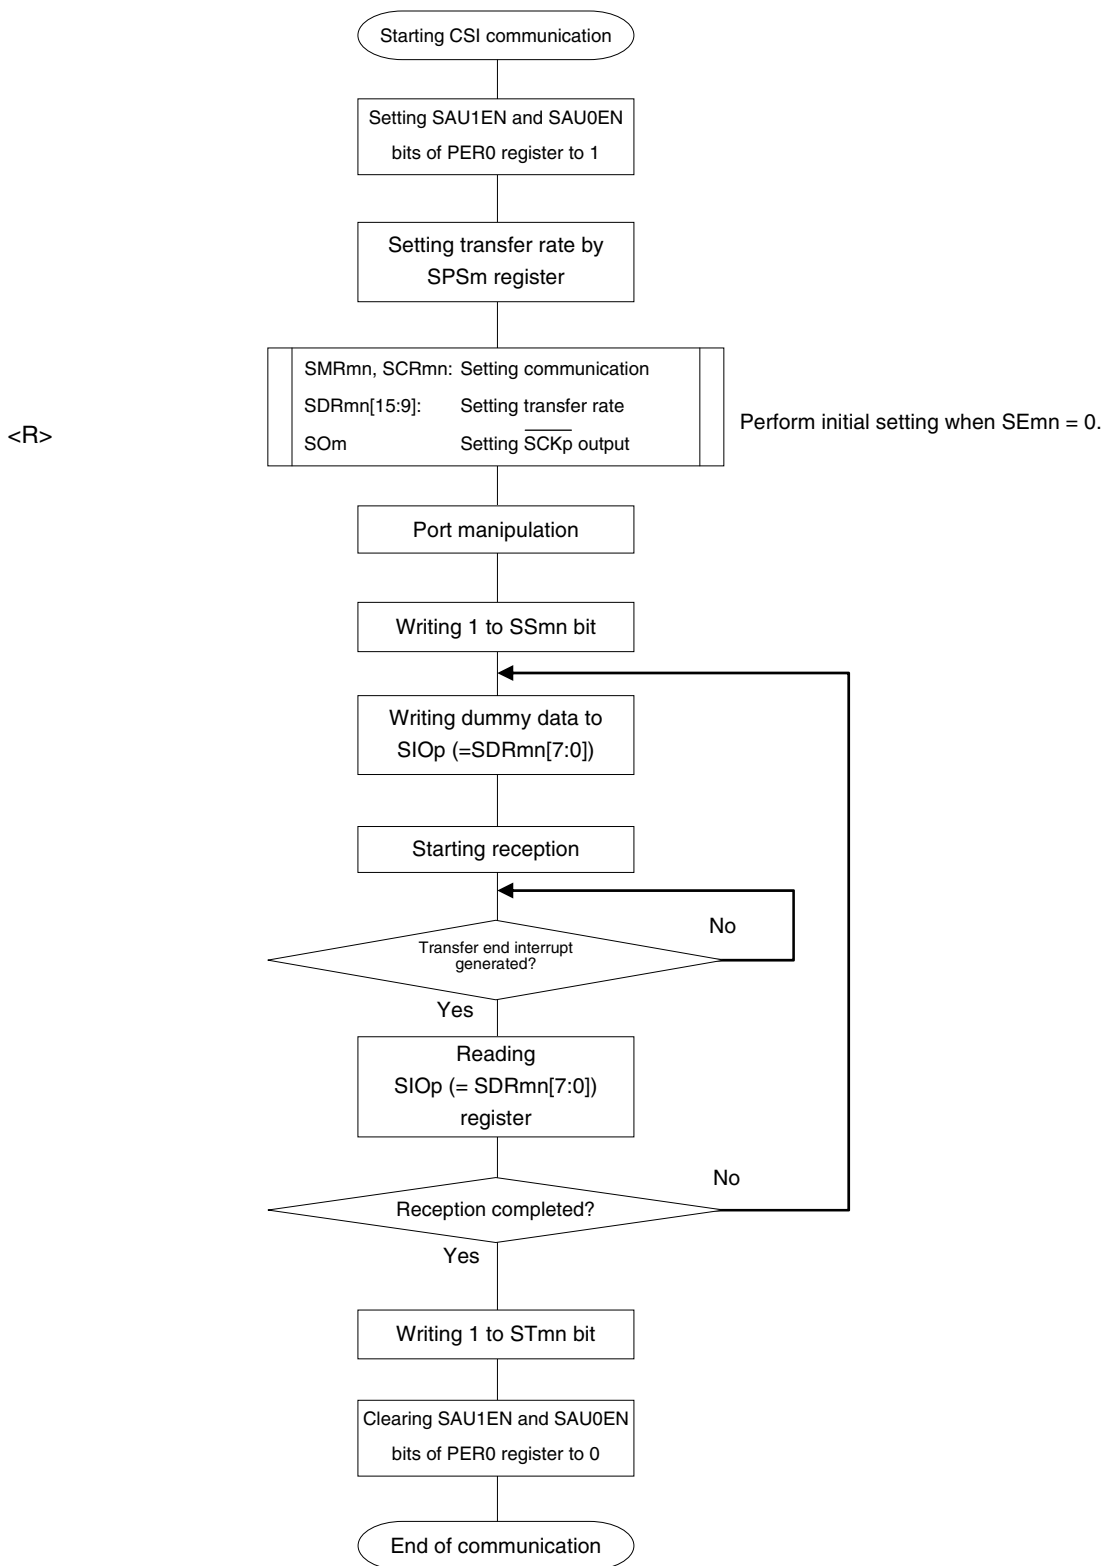 Starting CSI communication
Setting SAU1EN and SAU0EN
bits of PER0 register to 1
Setting transfer rate by
SPSm register
SMRmn, SCRmn: Setting communication
SDRmn[15:9]: Setting transfer rate
SOm Setting S̅C̅K̅p̅ output
<R>
Perform initial setting when SEmn = 0.
Port manipulation
Writing 1 to SSmn bit
Writing dummy data to
SIOp (=SDRmn[7:0])
Starting reception
No
Transfer end interrupt
generated?
Yes
Reading
SIOp (= SDRmn[7:0])
register
No
Reception completed?
Yes
Writing 1 to STmn bit
Clearing SAU1EN and SAU0EN
bits of PER0 register to 0
End of communication